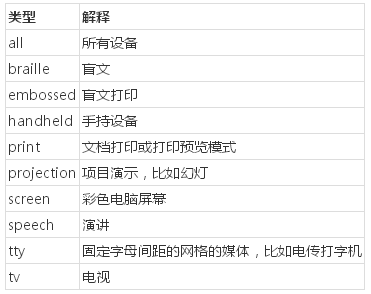 类型 解释
all 所有设备
braille 盲文
embossed 盲文打印
handheld 手持设备
print 文档打印或打印预览模式
projection 项目演示，比如幻灯
screen 彩色电脑屏幕
speech 演讲
tty 固定字母间距的网格的媒体，比如电传打字机
tv 电视